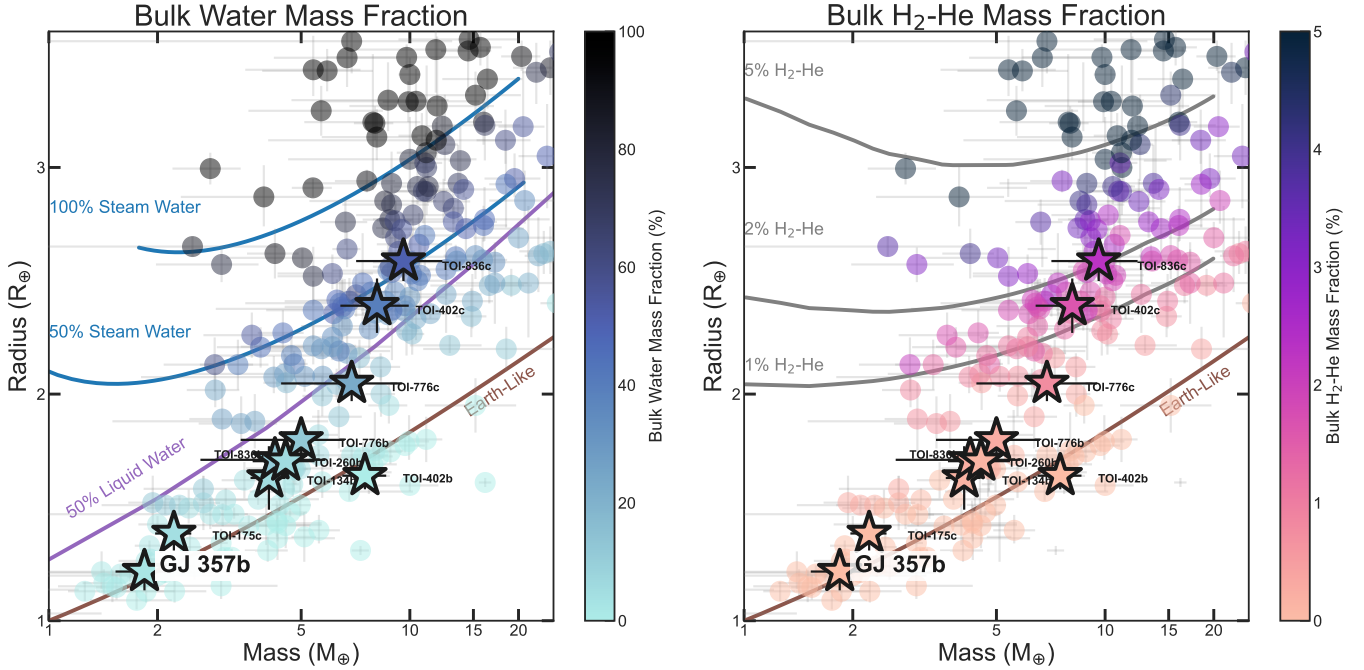 Bulk Water Mass Fraction
Radius (R⊕)
3
2
1
100% Steam Water
50% Steam Water
50% Liquid Water
Earth-Like
TOI-836c
TOI-402c
TOI-776c
TOI-776b
TOI-836b
TOI-260b
TOI-134b
TOI-402b
TOI-175c
GJ 357b
1
2
5
10
15
20
Mass (M⊕)
100
80
60
40
20
0
Bulk Water Mass Fraction (%)
Bulk H₂-He Mass Fraction
Radius (R⊕)
3
2
1
5% H₂-He
2% H₂-He
1% H₂-He
Earth-Like
TOI-836c
TOI-402c
TOI-776c
TOI-776b
TOI-836b
TOI-260b
TOI-134b
TOI-402b
TOI-175c
GJ 357b
1
2
5
10
15
20
Mass (M⊕)
5
4
3
2
1
0
Bulk H₂-He Mass Fraction (%)